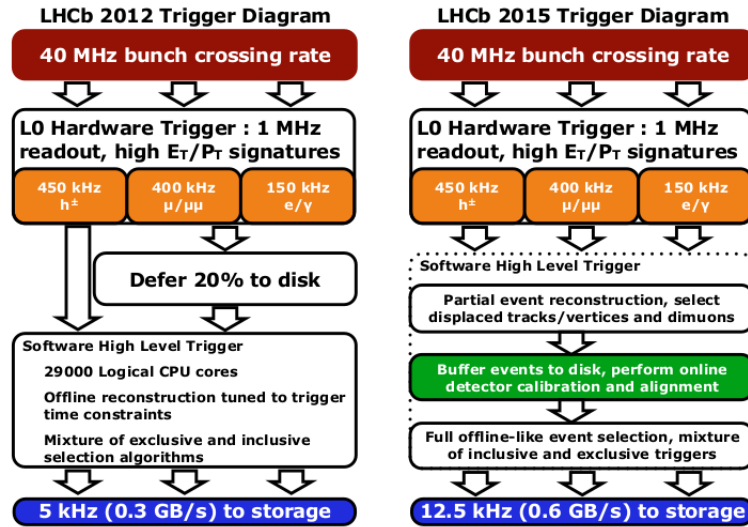 LHCb 2012 Trigger Diagram
40 MHz bunch crossing rate
L0 Hardware Trigger : 1 MHz
readout, high ET/PT signatures
450 kHz
h±
400 kHz
μ/μμ
150 kHz
e/γ
Defer 20% to disk
Software High Level Trigger
29000 Logical CPU cores
Offline reconstruction tuned to trigger
time constraints
Mixture of exclusive and inclusive
selection algorithms
5 kHz (0.3 GB/s) to storage
LHCb 2015 Trigger Diagram
40 MHz bunch crossing rate
L0 Hardware Trigger : 1 MHz
readout, high ET/PT signatures
450 kHz
h±
400 kHz
μ/μμ
150 kHz
e/γ
Software High Level Trigger
Partial event reconstruction, select
displaced tracks/vertices and dimuons
Buffer events to disk, perform online
detector calibration and alignment
Full offline-like event selection, mixture
of inclusive and exclusive triggers
12.5 kHz (0.6 GB/s) to storage